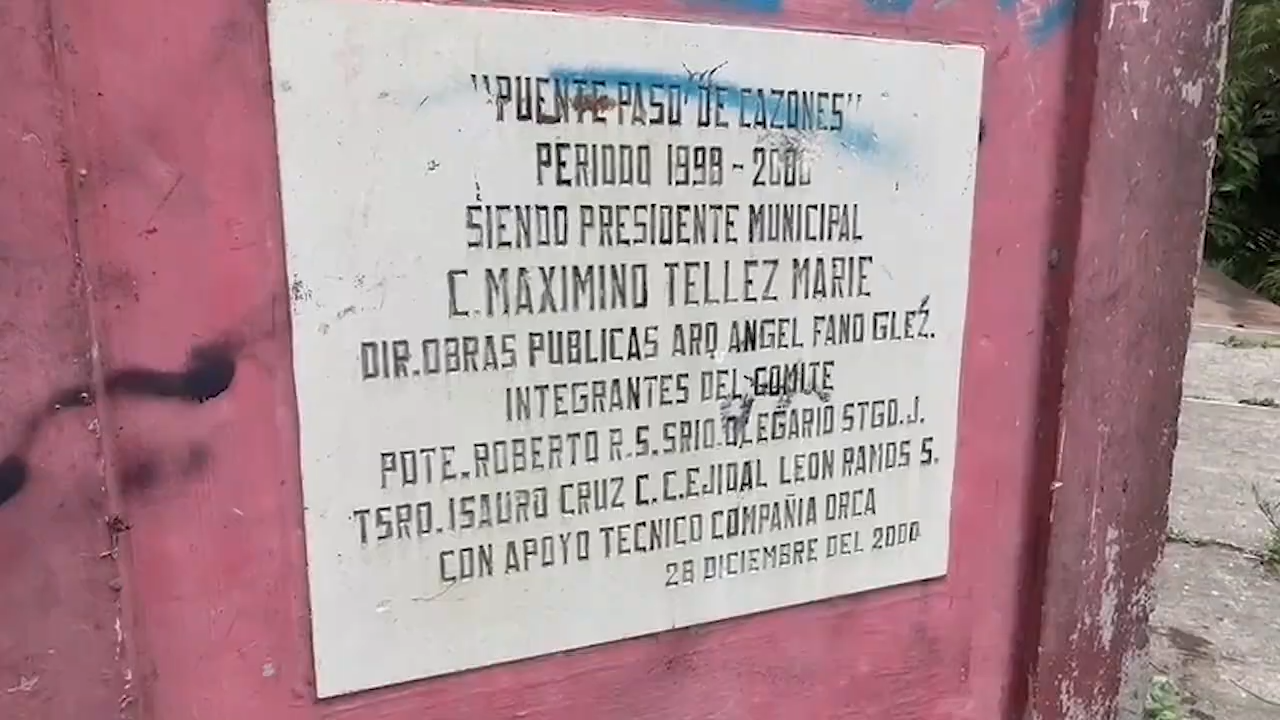 "PUENTE PASO' DE CAZONES"
PERIODO 1998 - 2000
SIENDO PRESIDENTE MUNICIPAL
C. MAXIMINO TELLEZ MARIE
DIR. OBRAS PUBLICAS ARQ ANGEL FANO GLEZ.
INTEGRANTES DEL COMITE
PDTE. ROBERTO R. S. SRIO. OLEGARIO STGO. J.
TSRO. ISAURO CRUZ C. C. EJIDAL LEON RAMOS S.
CON APOYO TECNICO COMPAÑIA ORCA
28 DICIEMBRE DEL 2000